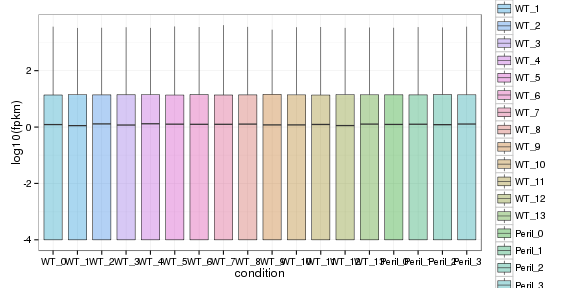 WT_1
WT_2
WT_3
WT_4
WT_5
WT_6
WT_7
WT_8
WT_9
WT_10
WT_11
WT_12
WT_13
Peril_0
Peril_1
Peril_2
Peril_3
log10(fpkm)
2
0
-2
-4
WT_0 WT_1 WT_2 WT_3 WT_4 WT_5 WT_6 WT_7 WT_8 WT_9 WT_10 WT_11 WT_12 WT_13 Peril_0 Peril_1 Peril_2 Peril_3
condition